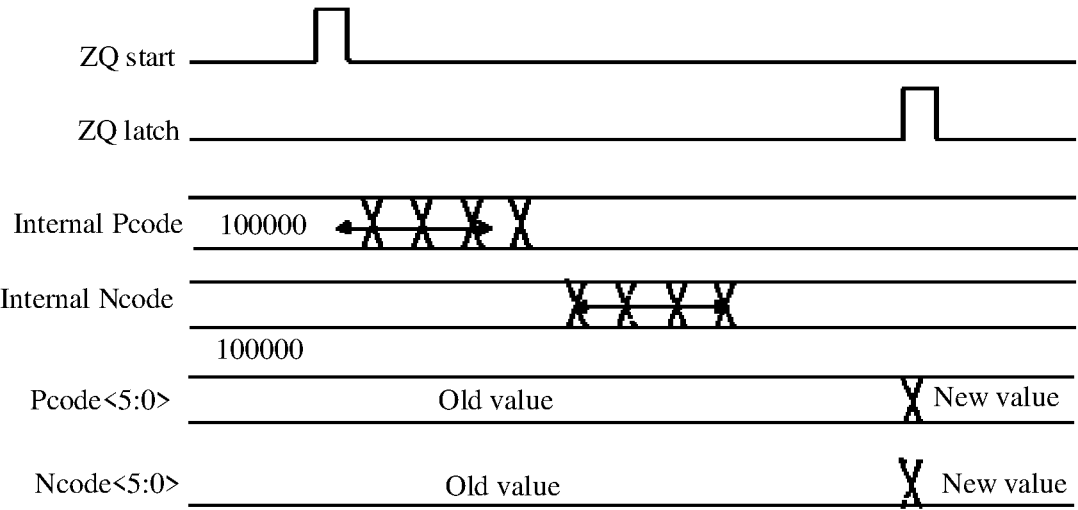 ZQ start
ZQ latch
Internal Pcode 100000
Internal Ncode
100000
Pcode<5:0> Old value New value
Ncode<5:0> Old value New value